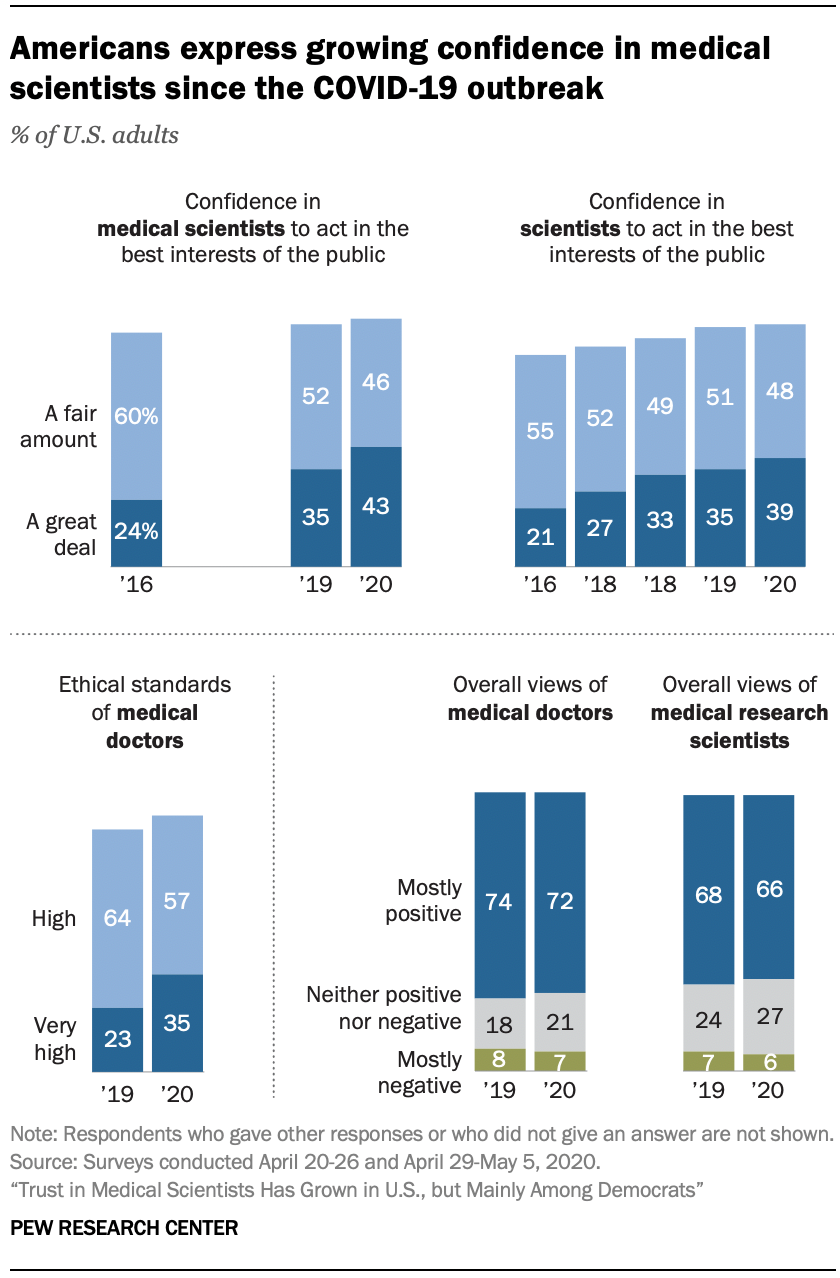 Americans express growing confidence in medical
scientists since the COVID-19 outbreak
% of U.S. adults
Confidence in
medical scientists to act in the
best interests of the public
A fair
amount
A great
deal
60%
52
46
24%
35
43
’16
’19
’20
Confidence in
scientists to act in the best
interests of the public
55
52
49
51
48
21
27
33
35
39
’16
’18
’18
’19
’20
Ethical standards
of medical
doctors
High
64
57
Very
high
23
35
’19
’20
Overall views of
medical doctors
Mostly
positive
74
72
Neither positive
nor negative
18
21
Mostly
negative
8
7
’19
’20
Overall views of
medical research
scientists
68
66
24
27
7
6
’19
’20
Note: Respondents who gave other responses or who did not give an answer are not shown.
Source: Surveys conducted April 20-26 and April 29-May 5, 2020.
“Trust in Medical Scientists Has Grown in U.S., but Mainly Among Democrats”
PEW RESEARCH CENTER